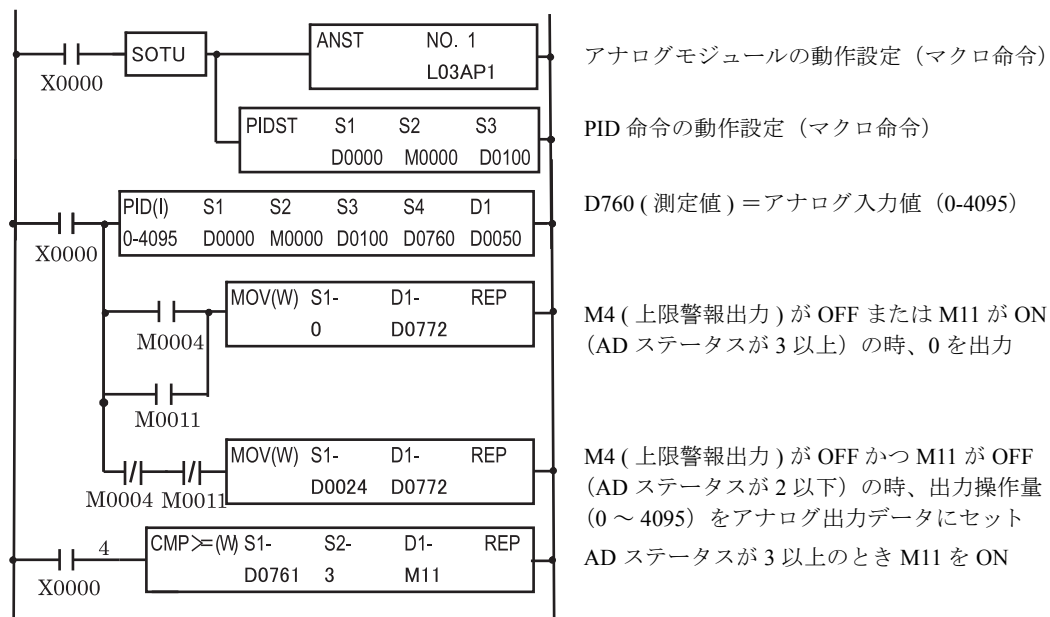 SOTU ANST NO. 1 アナログモジュールの動作設定（マクロ命令）
X0000 L03AP1
PIDST S1 S2 S3 PID 命令の動作設定（マクロ命令）
D0000 M0000 D0100
PID(I) S1 S2 S3 S4 D1 D760 ( 測定値 ) ＝アナログ入力値（0-4095）
0-4095 D0000 M0000 D0100 D0760 D0050
X0000
MOV(W) S1- D1- REP M4 ( 上限警報出力 ) が OFF または M11 が ON
0 D0772 （AD ステータスが 3 以上）の時、0 を出力
M0004
M0011
MOV(W) S1- D1- REP M4 ( 上限警報出力 ) が OFF かつ M11 が OFF
D0024 D0772 （AD ステータスが 2 以下）の時、出力操作量
M0004 M0011 （0 ～ 4095）をアナログ出力データにセット
4 CMP>=(W) S1- S2- D1- REP AD ステータスが 3 以上のとき M11 を ON
D0761 3 M11
X0000